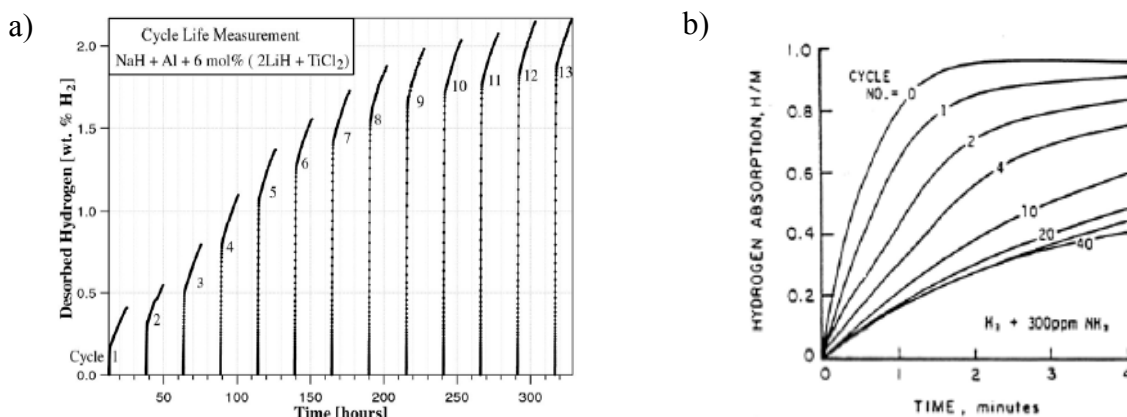 a)
Cycle Life Measurement
NaH + Al + 6 mol% ( 2LiH + TiCl₂)
Desorbed Hydrogen [wt. % H₂]
2.0
1.5
1.0
0.5
0.0
Cycle 1 2 3 4 5 6 7 8 9 10 11 12 13
0 50 100 150 200 250 300
Time [hours]
b)
HYDROGEN ABSORPTION, H/M
1.0
0.8
0.6
0.4
0.2
0
CYCLE
NO.= 0
1
2
4
10
20
40
H₂ + 300ppm NH₃
0 1 2 3 4
TIME, minutes